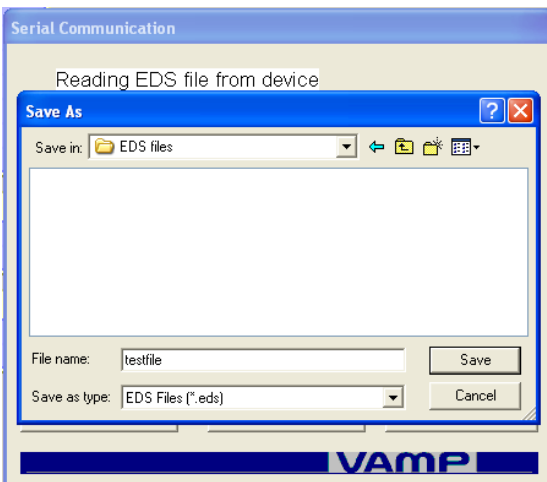 Serial Communication
Reading EDS file from device
Save As
Save in: EDS files
File name: testfile Save
Save as type: EDS Files (*.eds) Cancel
VAMP